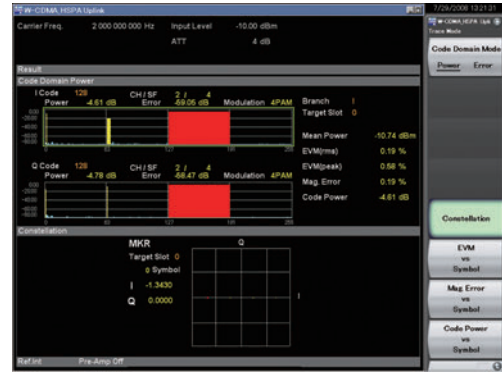 W-CDMA, HSPA Uplink
7/29/2008 13:21:31
Carrier Freq. 2 000 000 000 Hz Input Level -10.00 dBm
ATT 4 dB
Result
Code Domain Power
I Code 128 CH / SF 2 / 4
Power -4.61 dB Error -69.05 dB Modulation 4PAM
Branch I
Target Slot 0
Mean Power -10.74 dBm
EVM(rms) 0.19 %
EVM(peak) 0.58 %
Mag. Error 0.19 %
Code Power -4.61 dB
Q Code 128 CH / SF 2 / 4
Power -4.78 dB Error -68.47 dB Modulation 4PAM
Constellation
MKR
Target Slot 0
0 Symbol
I -1.3430
Q 0.0000
Q
I
Ref.Int Pre-Amp Off
Trace Mode
Code Domain Mode
Power Error
Constellation
EVM
vs
Symbol
Mag Error
vs
Symbol
Code Power
vs
Symbol